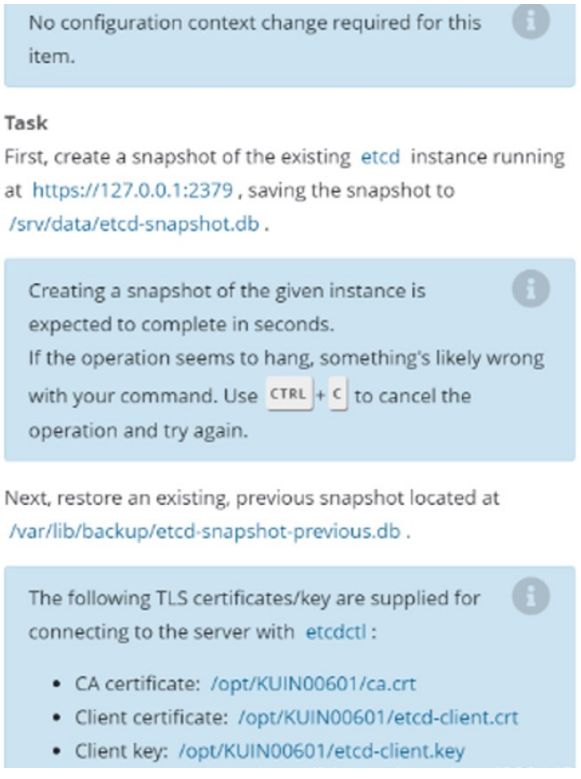 No configuration context change required for this
item.
Task
First, create a snapshot of the existing etcd instance running
at https://127.0.0.1:2379 , saving the snapshot to
/srv/data/etcd-snapshot.db .
Creating a snapshot of the given instance is
expected to complete in seconds.
If the operation seems to hang, something's likely wrong
with your command. Use CTRL + C to cancel the
operation and try again.
Next, restore an existing, previous snapshot located at
/var/lib/backup/etcd-snapshot-previous.db .
The following TLS certificates/key are supplied for
connecting to the server with etcdctl :
• CA certificate: /opt/KUIN00601/ca.crt
• Client certificate: /opt/KUIN00601/etcd-client.crt
• Client key: /opt/KUIN00601/etcd-client.key